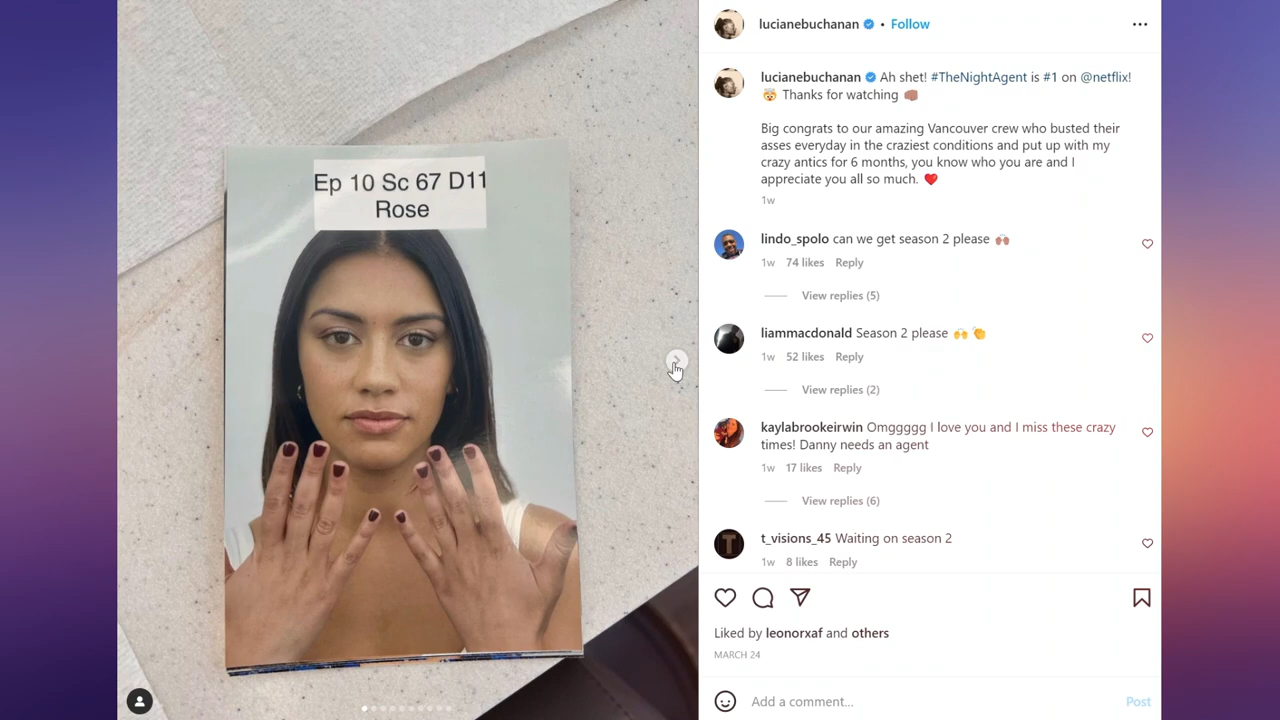 Ep 10 Sc 67 D11
Rose
lucianebuchanan • Follow
lucianebuchanan Ah shet! #TheNightAgent is #1 on @netflix!
🤯 Thanks for watching 👊🏽
Big congrats to our amazing Vancouver crew who busted their
asses everyday in the craziest conditions and put up with my
crazy antics for 6 months, you know who you are and I
appreciate you all so much. ❤️
1w
lindo_spolo can we get season 2 please 🙌🏽
1w 74 likes Reply
View replies (5)
liammacdonald Season 2 please 🙌 👏
1w 52 likes Reply
View replies (2)
kaylabrookeirwin Omggggg I love you and I miss these crazy
times! Danny needs an agent
1w 17 likes Reply
View replies (6)
t_visions_45 Waiting on season 2
1w 8 likes Reply
Liked by leonorxaf and others
MARCH 24
Add a comment...
Post